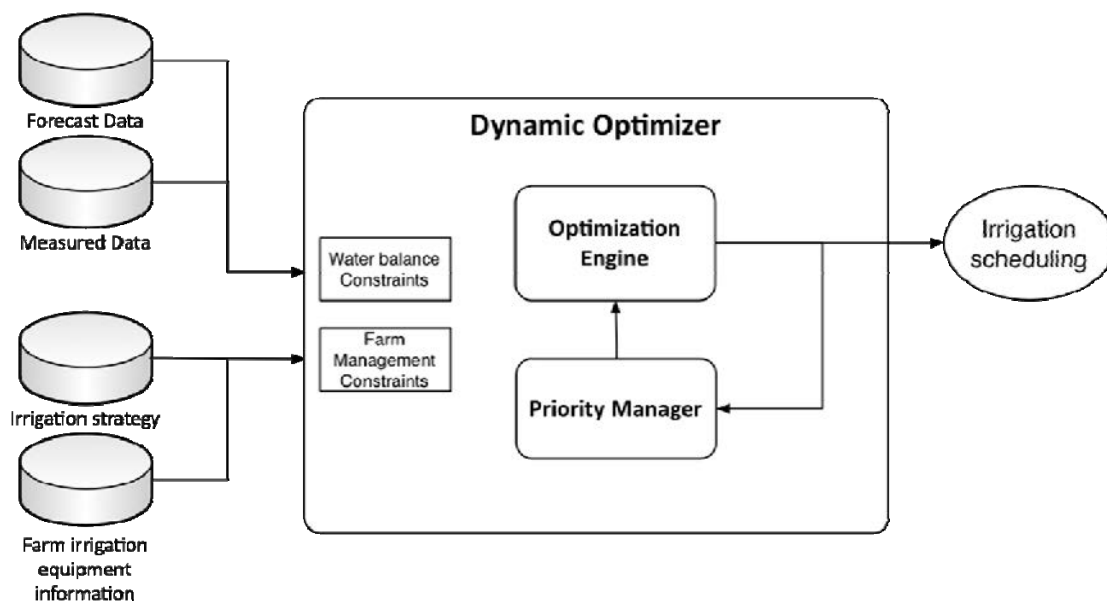 Forecast Data
Measured Data
Irrigation strategy
Farm irrigation
equipment
information
Dynamic Optimizer
Water balance
Constraints
Farm
Management
Constraints
Optimization
Engine
Priority Manager
Irrigation
scheduling